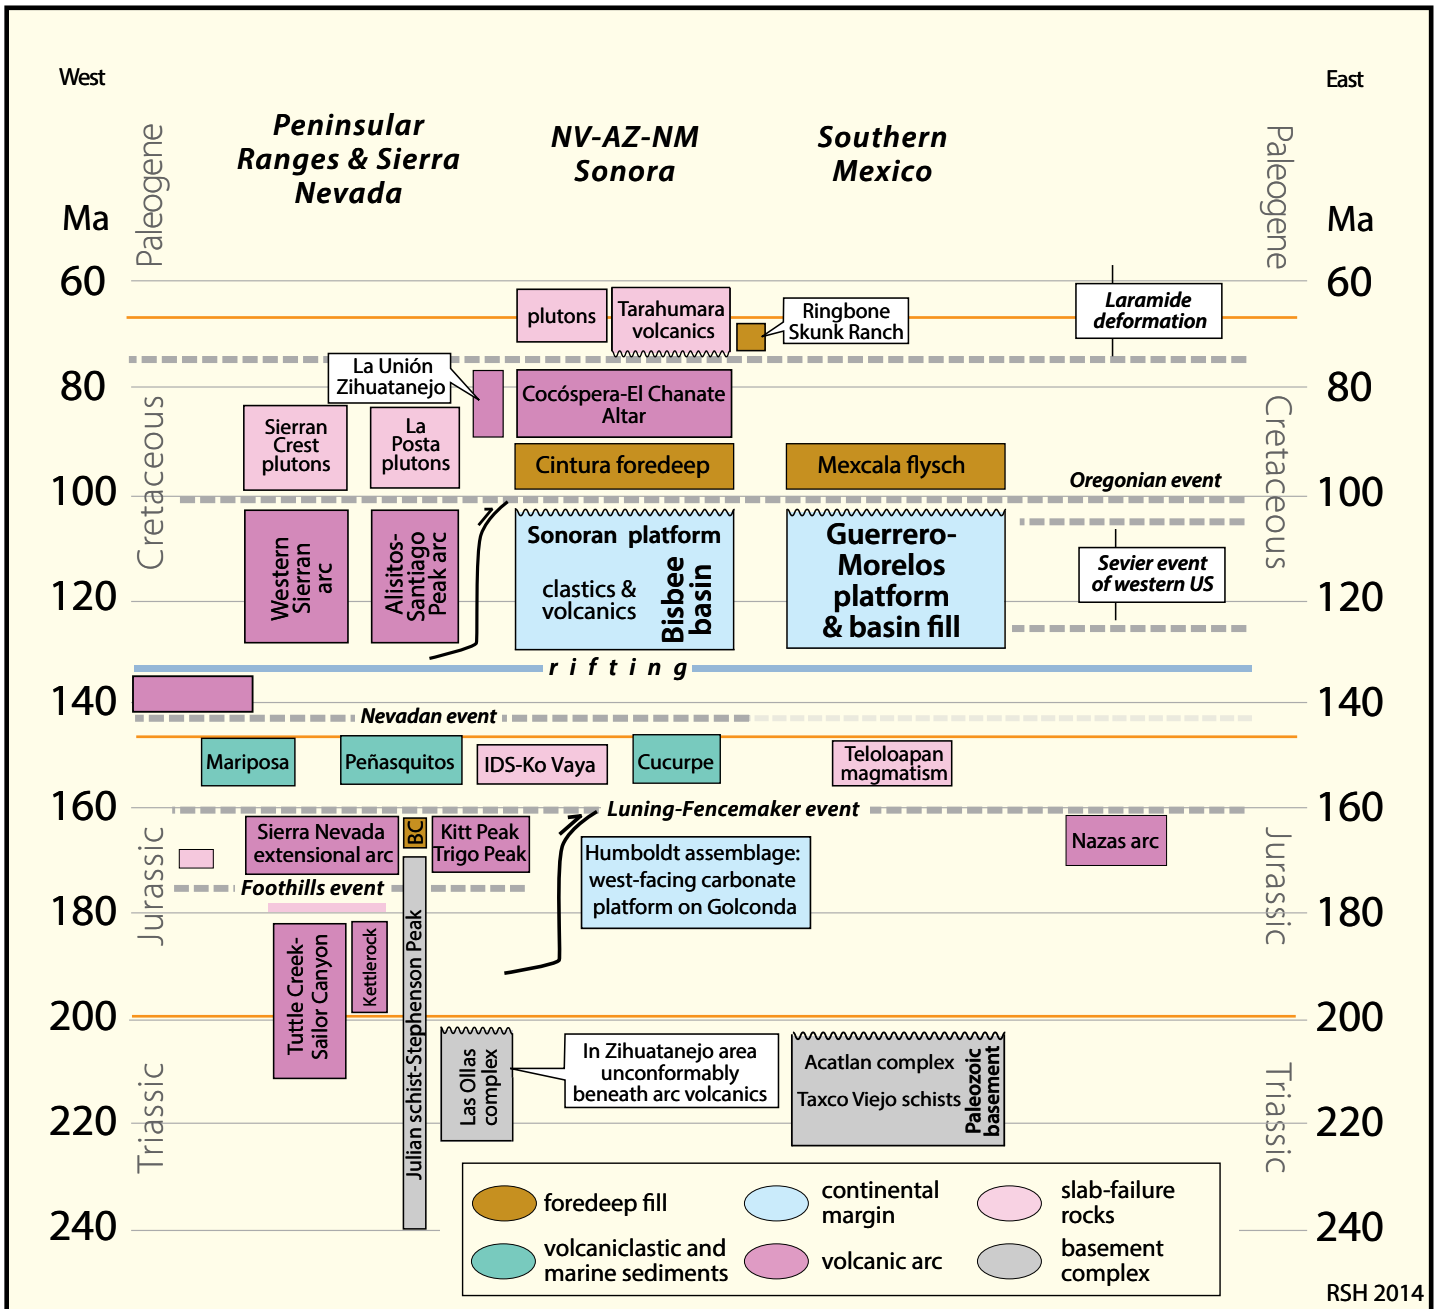 West
East
Peninsular
Ranges & Sierra
Nevada
NV-AZ-NM
Sonora
Southern
Mexico
Paleogene
Paleogene
Ma
Ma
60
60
plutons
Tarahumara
volcanics
Ringbone
Skunk Ranch
Laramide
deformation
La Unión
Zihuatanejo
80
80
Cocóspera-El Chanate
Altar
Cretaceous
Cretaceous
Sierran
Crest
plutons
La
Posta
plutons
Cintura foredeep
Mexcala flysch
Oregonian event
100
100
Western
Sierran
arc
Alisitos-
Santiago
Peak arc
Sonoran platform
clastics &
volcanics
Bisbee
basin
Guerrero-
Morelos
platform
& basin fill
Sevier event
of western US
120
120
rifting
140
140
Nevadan event
Mariposa
Peñasquitos
IDS-Ko Vaya
Cucurpe
Teloloapan
magmatism
160
160
Luning-Fencemaker event
Jurassic
Jurassic
Sierra Nevada
extensional arc
BC
Kitt Peak
Trigo Peak
Nazas arc
Humboldt assemblage:
west-facing carbonate
platform on Golconda
Foothills event
180
180
Tuttle Creek-
Sailor Canyon
Kettlerock
Julian schist-Stephenson Peak
200
200
Las Ollas
complex
In Zihuatanejo area
unconformably
beneath arc volcanics
Acatlan complex
Taxco Viejo schists
Paleozoic
basement
Triassic
Triassic
220
220
240
240
foredeep fill
continental
margin
slab-failure
rocks
volcaniclastic and
marine sediments
volcanic arc
basement
complex
RSH 2014